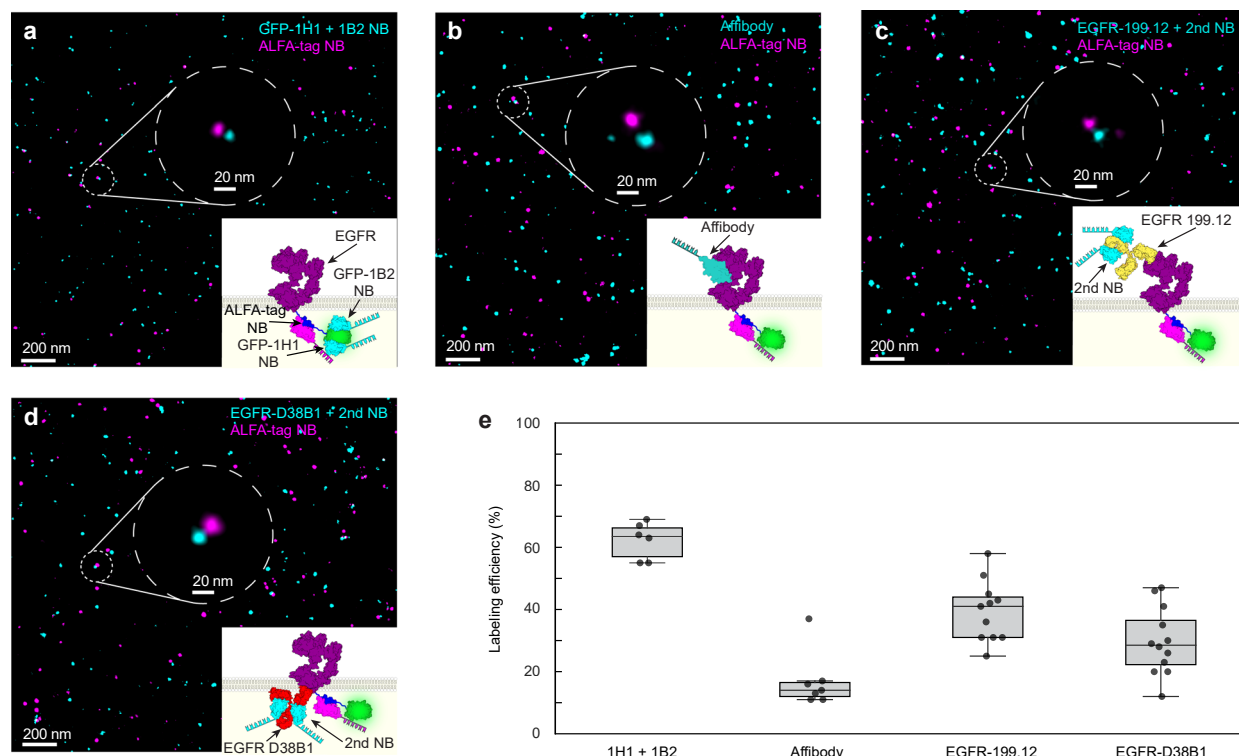 a
GFP-1H1 + 1B2 NB
ALFA-tag NB
20 nm
EGFR
GFP-1B2
NB
ALFA-tag
NB
GFP-1H1
NB
200 nm
b
Affibody
ALFA-tag NB
20 nm
Affibody
200 nm
c
EGFR-199.12 + 2nd NB
ALFA-tag NB
20 nm
EGFR 199.12
2nd NB
200 nm
d
EGFR-D38B1 + 2nd NB
ALFA-tag NB
20 nm
2nd NB
EGFR D38B1
200 nm
e
Labeling efficiency (%)
100
80
60
40
20
0
1H1 + 1B2
Affibody
EGFR-199.12
EGFR-D38B1